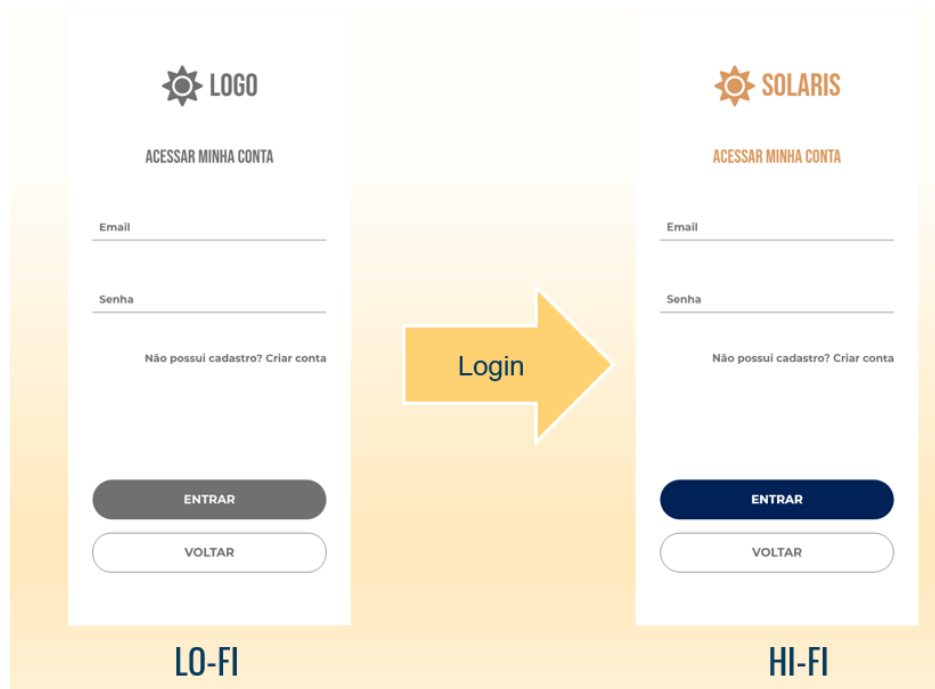 LOGO
ACESSAR MINHA CONTA
Email
Senha
Não possui cadastro? Criar conta
ENTRAR
VOLTAR
LO-FI
Login
SOLARIS
ACESSAR MINHA CONTA
Email
Senha
Não possui cadastro? Criar conta
ENTRAR
VOLTAR
HI-FI